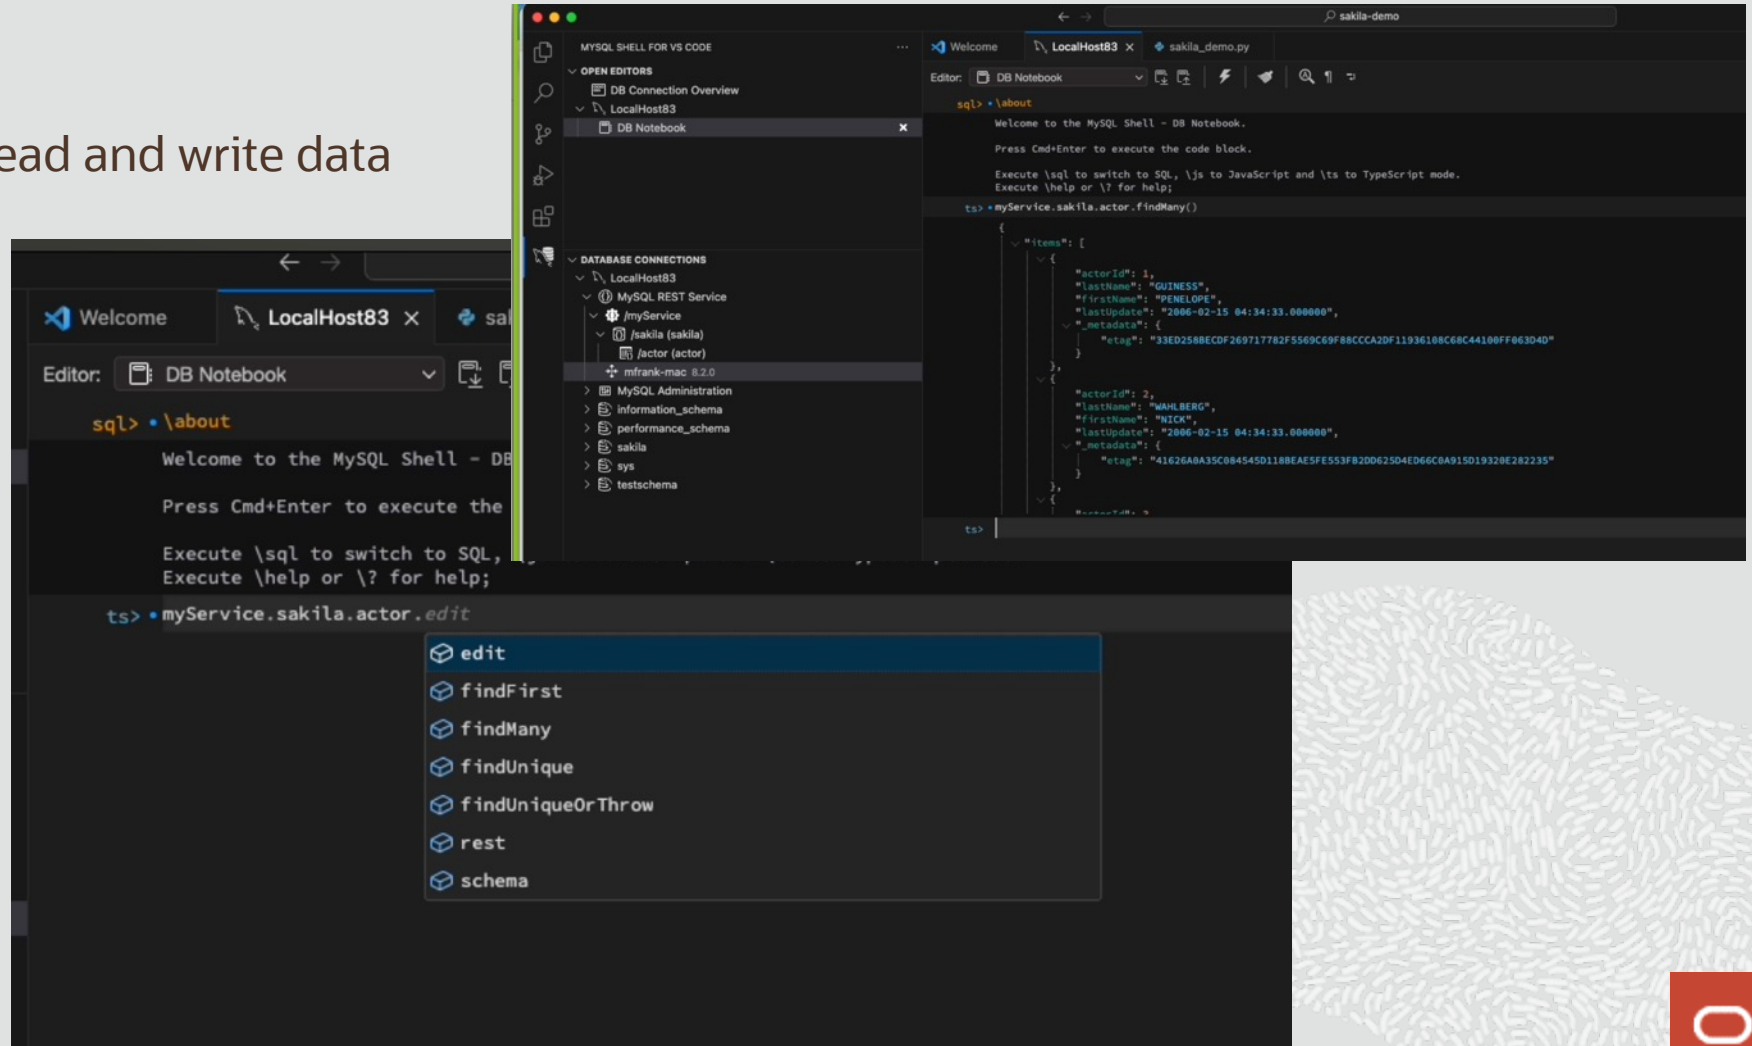 ead and write data
sakila-demo
MYSQL SHELL FOR VS CODE
OPEN EDITORS
DB Connection Overview
LocalHost83
DB Notebook
DATABASE CONNECTIONS
LocalHost83
MySQL REST Service
/myService
/sakila (sakila)
/actor (actor)
mfrank-mac 8.2.0
MySQL Administration
information_schema
performance_schema
sakila
sys
testschema
Welcome LocalHost83 sakila_demo.py
Editor: DB Notebook
sql> \about
Welcome to the MySQL Shell - DB Notebook.
Press Cmd+Enter to execute the code block.
Execute \sql to switch to SQL, \js to JavaScript and \ts to TypeScript mode.
Execute \help or \? for help;
ts> myService.sakila.actor.findMany()
{
"items": [
{
"actorId": 1,
"lastName": "GUINESS",
"firstName": "PENELOPE",
"lastUpdate": "2006-02-15 04:34:33.000000",
"_metadata": {
"etag": "33ED258BECDF269717782F5569C69F88CCCA2DF11936108C68C44100FF063D4D"
}
},
{
"actorId": 2,
"lastName": "WAHLBERG",
"firstName": "NICK",
"lastUpdate": "2006-02-15 04:34:33.000000",
"_metadata": {
"etag": "41626A0A35C084545D118BEAE5FE553FB2DD625D4ED66C0A915D19320E282235"
}
},
{
ts>
Welcome LocalHost83 sal
Editor: DB Notebook
sql> \about
Welcome to the MySQL Shell - DB
Press Cmd+Enter to execute the
Execute \sql to switch to SQL,
Execute \help or \? for help;
ts> myService.sakila.actor.edit
edit
findFirst
findMany
findUnique
findUniqueOrThrow
rest
schema